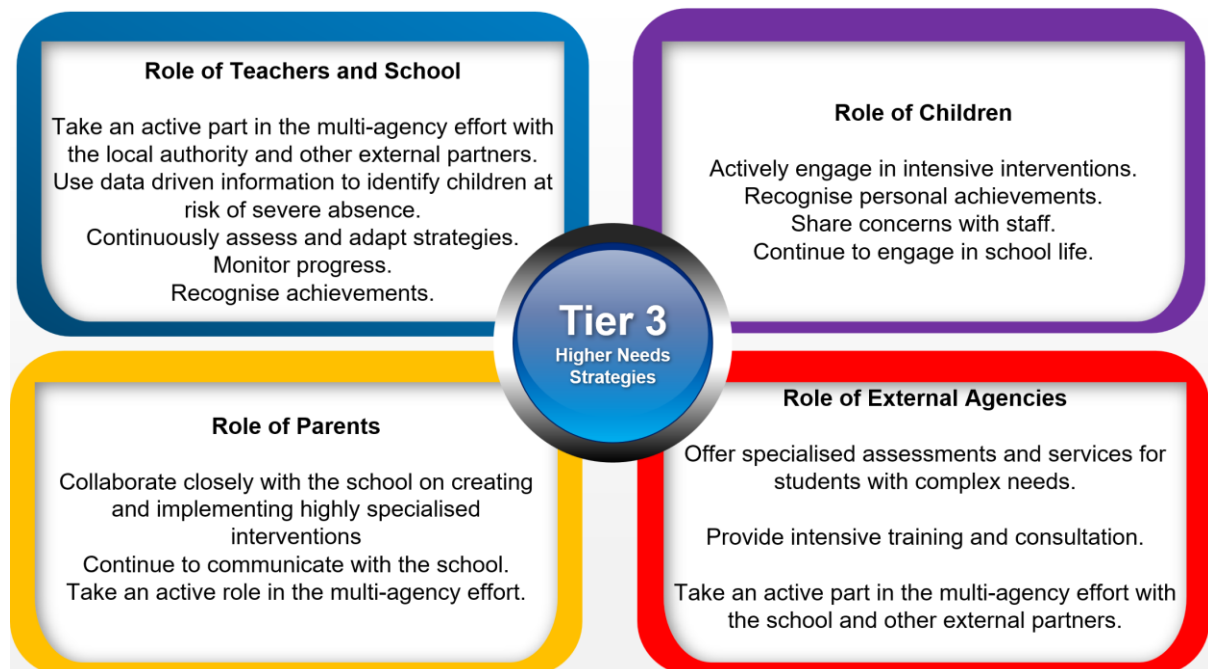 Role of Teachers and School
Take an active part in the multi-agency effort with
the local authority and other external partners.
Use data driven information to identify children at
risk of severe absence.
Continuously assess and adapt strategies.
Monitor progress.
Recognise achievements.
Role of Children
Actively engage in intensive interventions.
Recognise personal achievements.
Share concerns with staff.
Continue to engage in school life.
Tier 3
Higher Needs
Strategies
Role of Parents
Collaborate closely with the school on creating
and implementing highly specialised
interventions
Continue to communicate with the school.
Take an active role in the multi-agency effort.
Role of External Agencies
Offer specialised assessments and services for
students with complex needs.
Provide intensive training and consultation.
Take an active part in the multi-agency effort with
the school and other external partners.